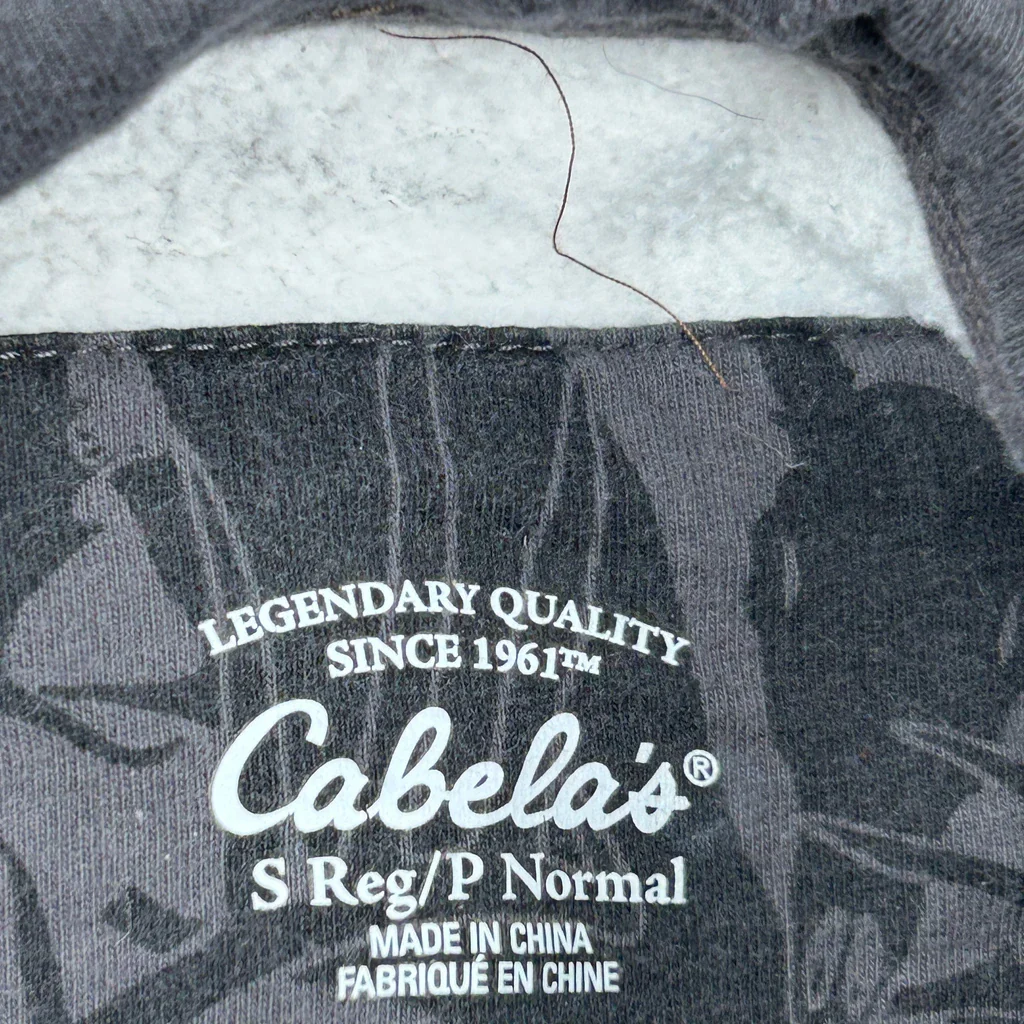 LEGENDARY QUALITY
SINCE 1961™
Cabela's®
S Reg/P Normal
MADE IN CHINA
FABRIQUÉ EN CHINE